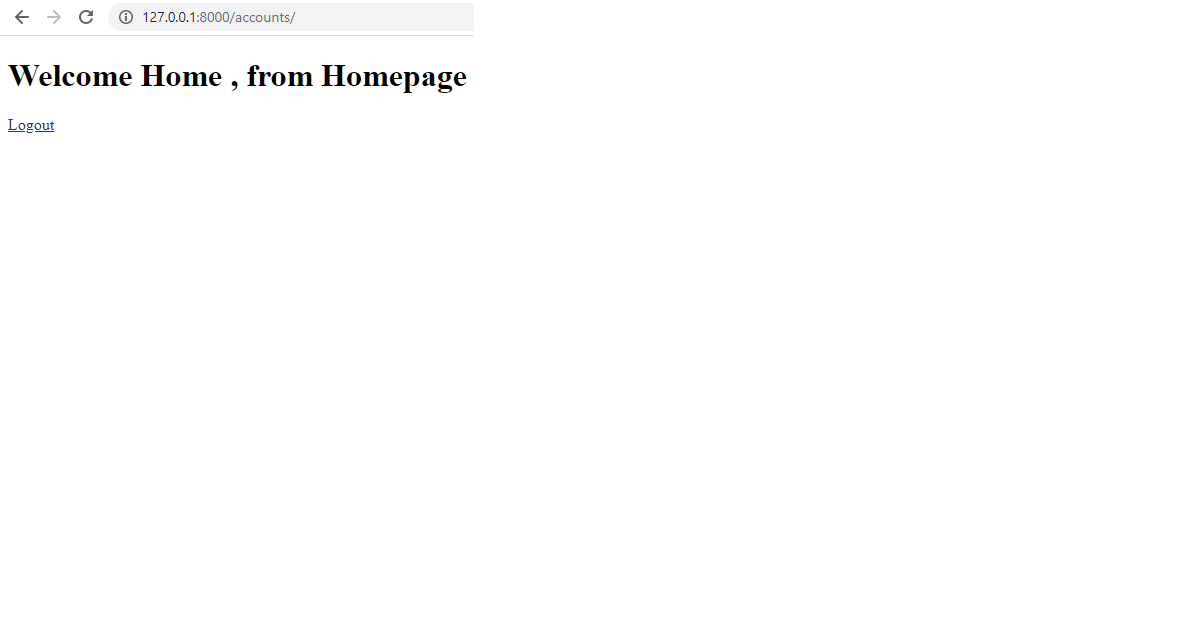 127.0.0.1:8000/accounts/
Welcome Home , from Homepage
Logout